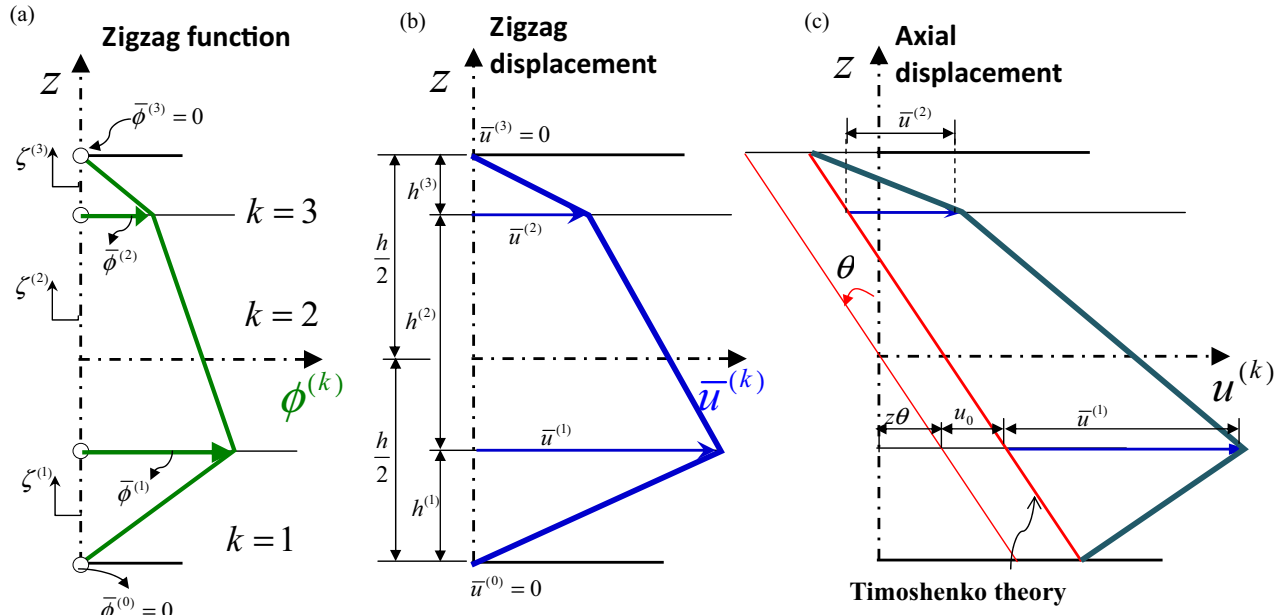 (a)
Zigzag function
z
ϕ̅⁽³⁾ = 0
ζ⁽³⁾
k = 3
ϕ̅⁽²⁾
ζ⁽²⁾
k = 2
ϕ⁽ᵏ⁾
ζ⁽¹⁾
ϕ̅⁽¹⁾
k = 1
ϕ̅⁽⁰⁾ = 0
(b)
Zigzag
displacement
z
u̅⁽³⁾ = 0
h⁽³⁾
u̅⁽²⁾
h/2
h⁽²⁾
u̅⁽ᵏ⁾
h/2
u̅⁽¹⁾
h⁽¹⁾
u̅⁽⁰⁾ = 0
(c)
Axial
displacement
z
u̅⁽²⁾
θ
u⁽ᵏ⁾
zθ
u₀
u̅⁽¹⁾
Timoshenko theory